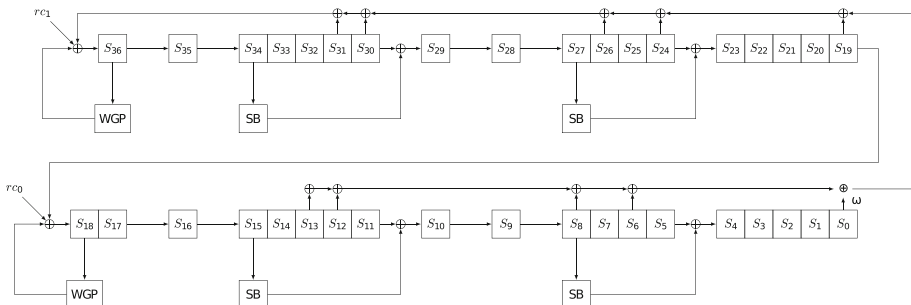 rc₁
S₃₆ S₃₅ S₃₄ S₃₃ S₃₂ S₃₁ S₃₀ S₂₉ S₂₈ S₂₇ S₂₆ S₂₅ S₂₄ S₂₃ S₂₂ S₂₁ S₂₀ S₁₉
WGP SB SB
rc₀
ω
S₁₈ S₁₇ S₁₆ S₁₅ S₁₄ S₁₃ S₁₂ S₁₁ S₁₀ S₉ S₈ S₇ S₆ S₅ S₄ S₃ S₂ S₁ S₀
WGP SB SB